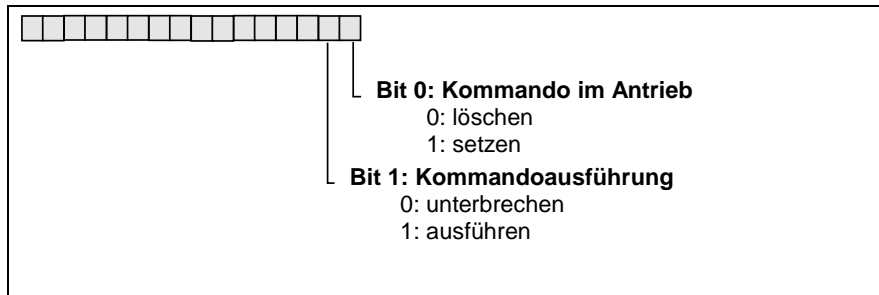 Bit 0: Kommando im Antrieb
0: löschen
1: setzen
Bit 1: Kommandoausführung
0: unterbrechen
1: ausführen